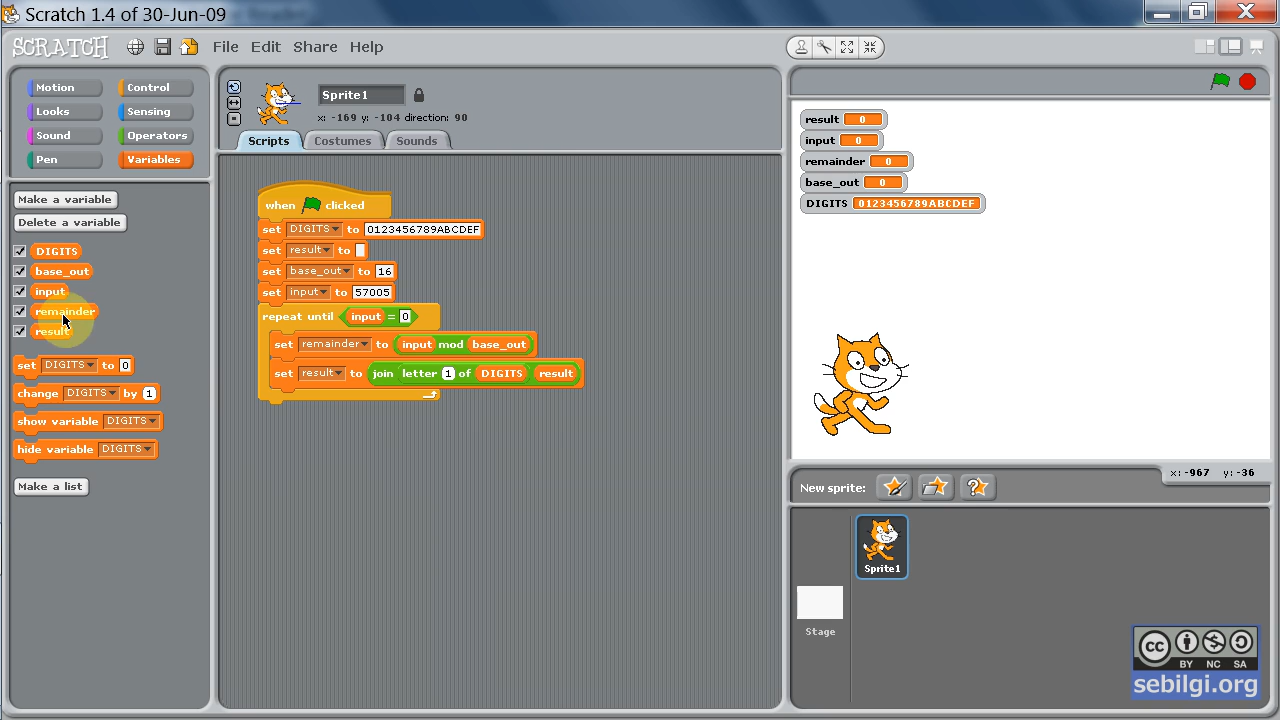 Scratch 1.4 of 30-Jun-09
SCRATCH File Edit Share Help
Motion Control
Looks Sensing
Sound Operators
Pen Variables
Make a variable
Delete a variable
DIGITS
base_out
input
remainder
result
set DIGITS to 0
change DIGITS by 1
show variable DIGITS
hide variable DIGITS
Make a list
Sprite1
x: -169 y: -104 direction: 90
Scripts Costumes Sounds
when clicked
set DIGITS to 0123456789ABCDEF
set result to
set base_out to 16
set input to 57005
repeat until input = 0
set remainder to input mod base_out
set result to join letter 1 of DIGITS result
result 0
input 0
remainder 0
base_out 0
DIGITS 0123456789ABCDEF
x: -967 y: -36
New sprite:
Sprite1
Stage
cc
BY NC SA
sebilgi.org